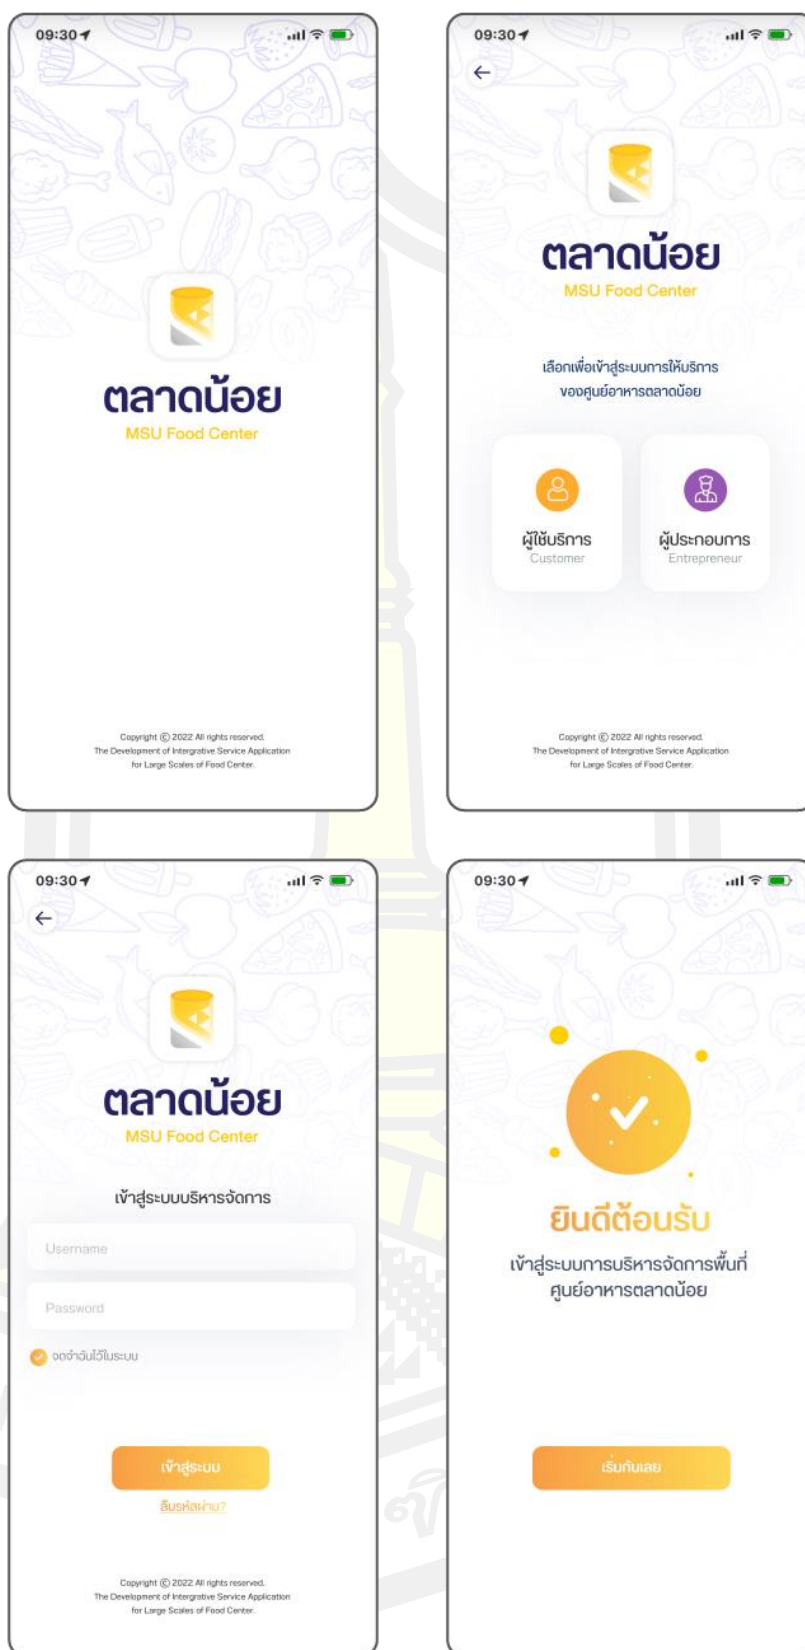 09:30
ตลาดน้อย
MSU Food Center
Copyright © 2022 All rights reserved.
The Development of Intergrative Service Application
for Large Scales of Food Center.
09:30
ตลาดน้อย
MSU Food Center
เลือกเพื่อเข้าสู่ระบบการให้บริการ
ของศูนย์อาหารตลาดน้อย
ผู้ใช้บริการ
Customer
ผู้ประกอบการ
Entrepreneur
Copyright © 2022 All rights reserved.
The Development of Intergrative Service Application
for Large Scales of Food Center.
09:30
ตลาดน้อย
MSU Food Center
เข้าสู่ระบบบริหารจัดการ
Username
Password
จดจำฉันไว้ในระบบ
เข้าสู่ระบบ
ลืมรหัสผ่าน?
Copyright © 2022 All rights reserved.
The Development of Intergrative Service Application
for Large Scales of Food Center.
09:30
ยินดีต้อนรับ
เข้าสู่ระบบการบริหารจัดการพื้นที่
ศูนย์อาหารตลาดน้อย
เริ่มกันเลย